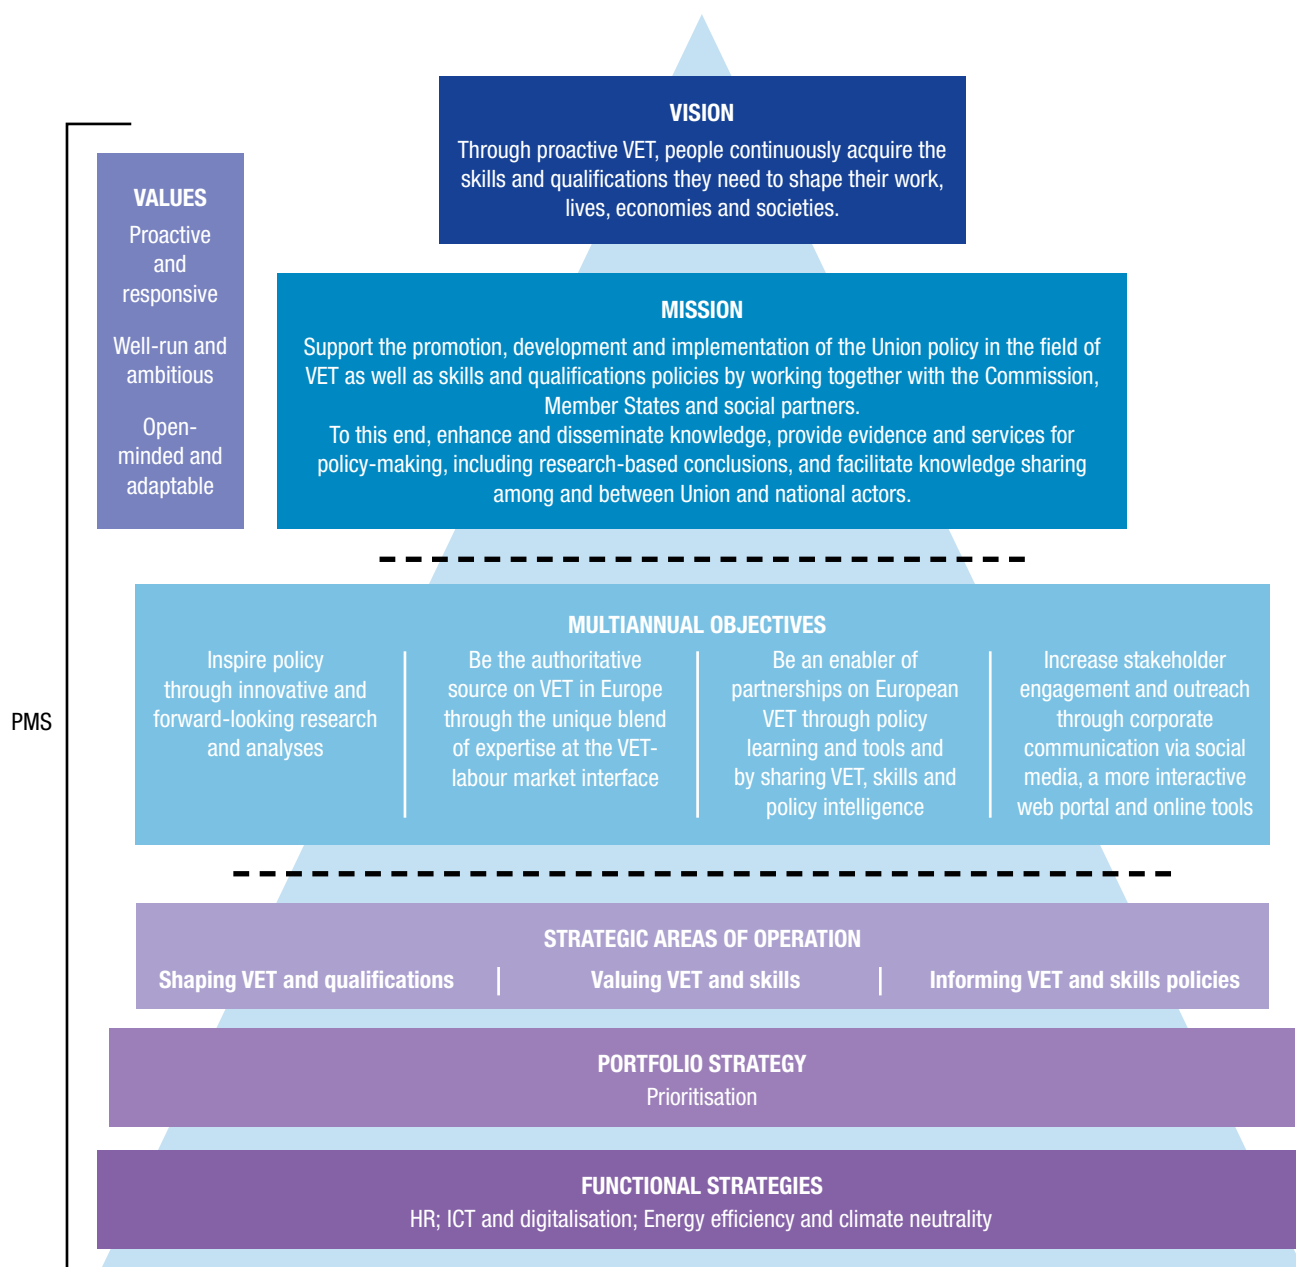 VISION
Through proactive VET, people continuously acquire the
skills and qualifications they need to shape their work,
lives, economies and societies.
VALUES
Proactive
and
responsive
Well-run and
ambitious
Open-
minded and
adaptable
MISSION
Support the promotion, development and implementation of the Union policy in the field of
VET as well as skills and qualifications policies by working together with the Commission,
Member States and social partners.
To this end, enhance and disseminate knowledge, provide evidence and services for
policy-making, including research-based conclusions, and facilitate knowledge sharing
among and between Union and national actors.
PMS
MULTIANNUAL OBJECTIVES
Inspire policy
through innovative and
forward-looking research
and analyses
Be the authoritative
source on VET in Europe
through the unique blend
of expertise at the VET-
labour market interface
Be an enabler of
partnerships on European
VET through policy
learning and tools and
by sharing VET, skills and
policy intelligence
Increase stakeholder
engagement and outreach
through corporate
communication via social
media, a more interactive
web portal and online tools
STRATEGIC AREAS OF OPERATION
Shaping VET and qualifications
Valuing VET and skills
Informing VET and skills policies
PORTFOLIO STRATEGY
Prioritisation
FUNCTIONAL STRATEGIES
HR; ICT and digitalisation; Energy efficiency and climate neutrality